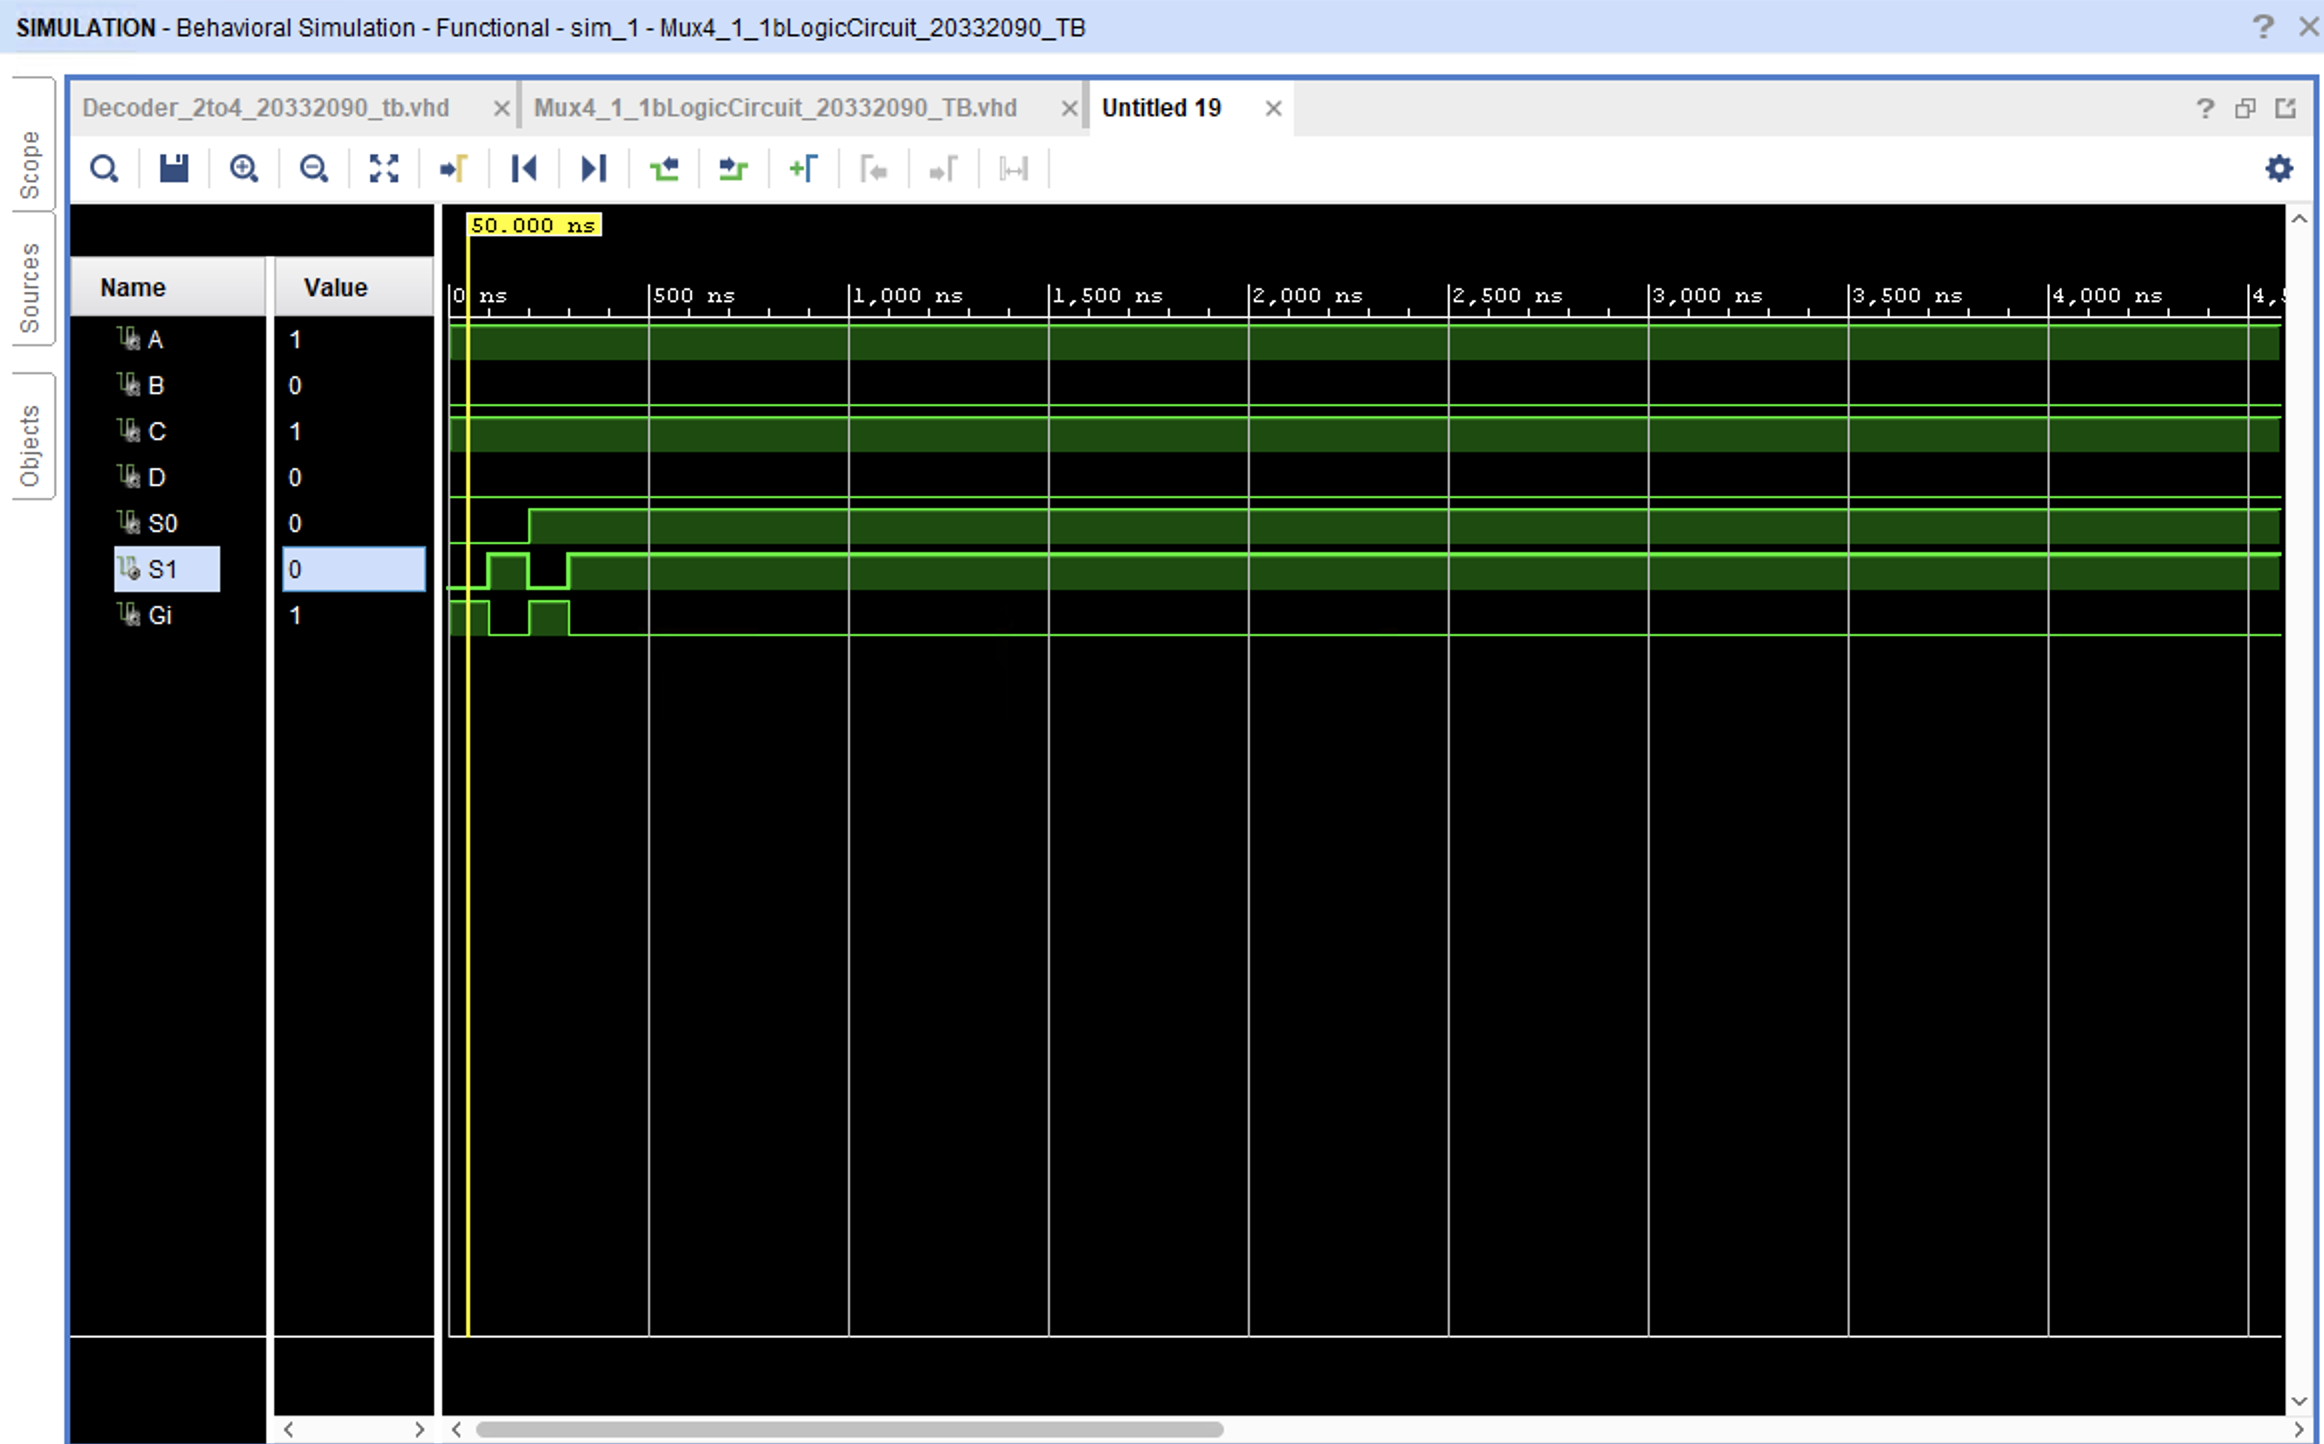 SIMULATION - Behavioral Simulation - Functional - sim_1 - Mux4_1_1bLogicCircuit_20332090_TB
Scope
Sources
Objects
Decoder_2to4_20332090_tb.vhd
Mux4_1_1bLogicCircuit_20332090_TB.vhd
Untitled 19
50.000 ns
Name Value
0 ns 500 ns 1,000 ns 1,500 ns 2,000 ns 2,500 ns 3,000 ns 3,500 ns 4,000 ns 4,5
A 1
B 0
C 1
D 0
S0 0
S1 0
Gi 1